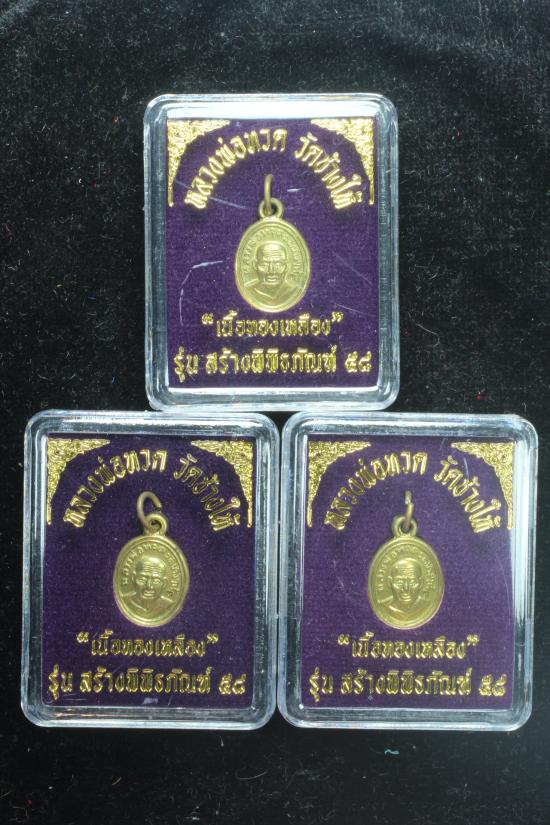 หลวงพ่อทวด วัดช้างให้
“เนื้อทองเหลือง”
รุ่น สร้างพิพิธภัณฑ์ ๕๘
หลวงพ่อทวด วัดช้างให้
“เนื้อทองเหลือง”
รุ่น สร้างพิพิธภัณฑ์ ๕๘
หลวงพ่อทวด วัดช้างให้
“เนื้อทองเหลือง”
รุ่น สร้างพิพิธภัณฑ์ ๕๘